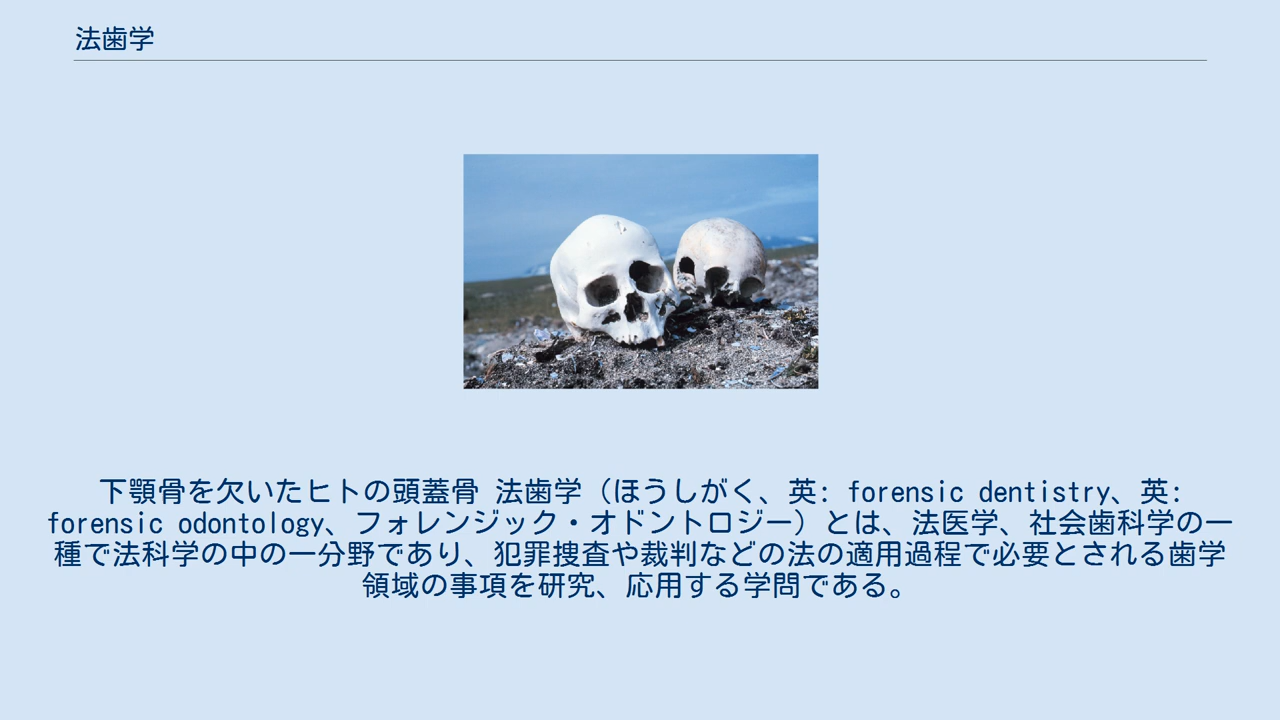 法歯学
下顎骨を欠いたヒトの頭蓋骨 法歯学（ほうしがく、英: forensic dentistry、英:
forensic odontology、フォレンジック・オドントロジー）とは、法医学、社会歯科学の一
種で法科学の中の一分野であり、犯罪捜査や裁判などの法の適用過程で必要とされる歯学
領域の事項を研究、応用する学問である。